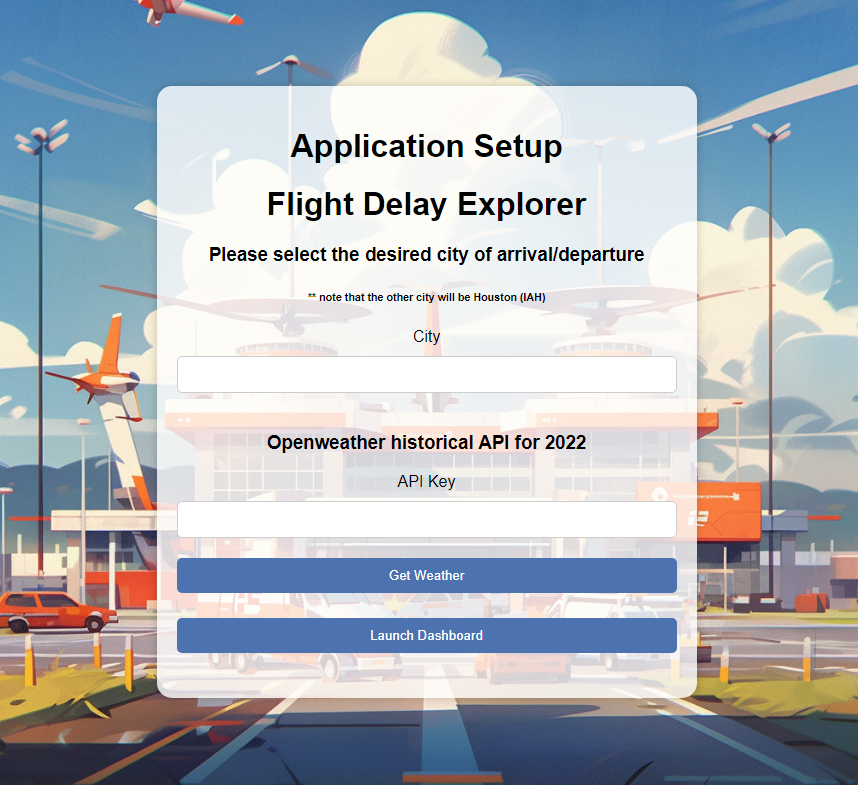 Application Setup
Flight Delay Explorer
Please select the desired city of arrival/departure
** note that the other city will be Houston (IAH)
City
Openweather historical API for 2022
API Key
Get Weather
Launch Dashboard